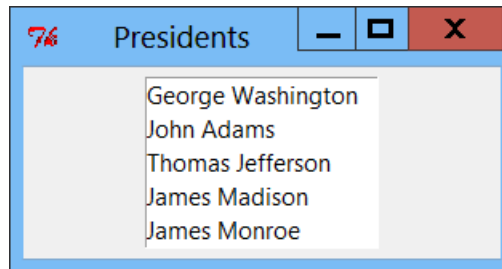 Presidents
George Washington
John Adams
Thomas Jefferson
James Madison
James Monroe